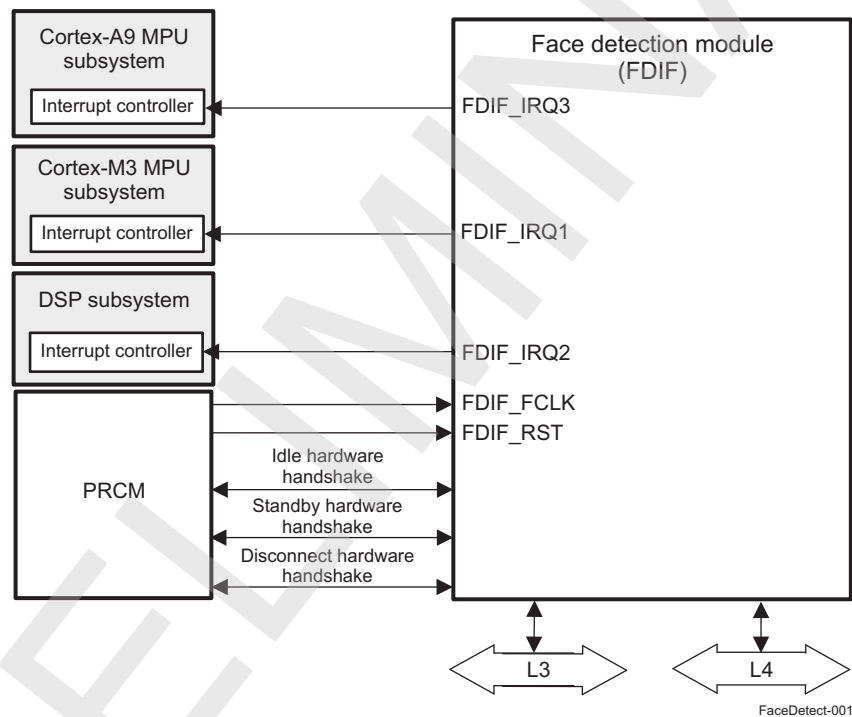 Cortex-A9 MPU
subsystem
Interrupt controller
Face detection module
(FDIF)
FDIF_IRQ3
Cortex-M3 MPU
subsystem
Interrupt controller
FDIF_IRQ1
DSP subsystem
Interrupt controller
FDIF_IRQ2
FDIF_FCLK
FDIF_RST
PRCM
Idle hardware
handshake
Standby hardware
handshake
Disconnect hardware
handshake
L3
L4
FaceDetect-001
ELIMINA